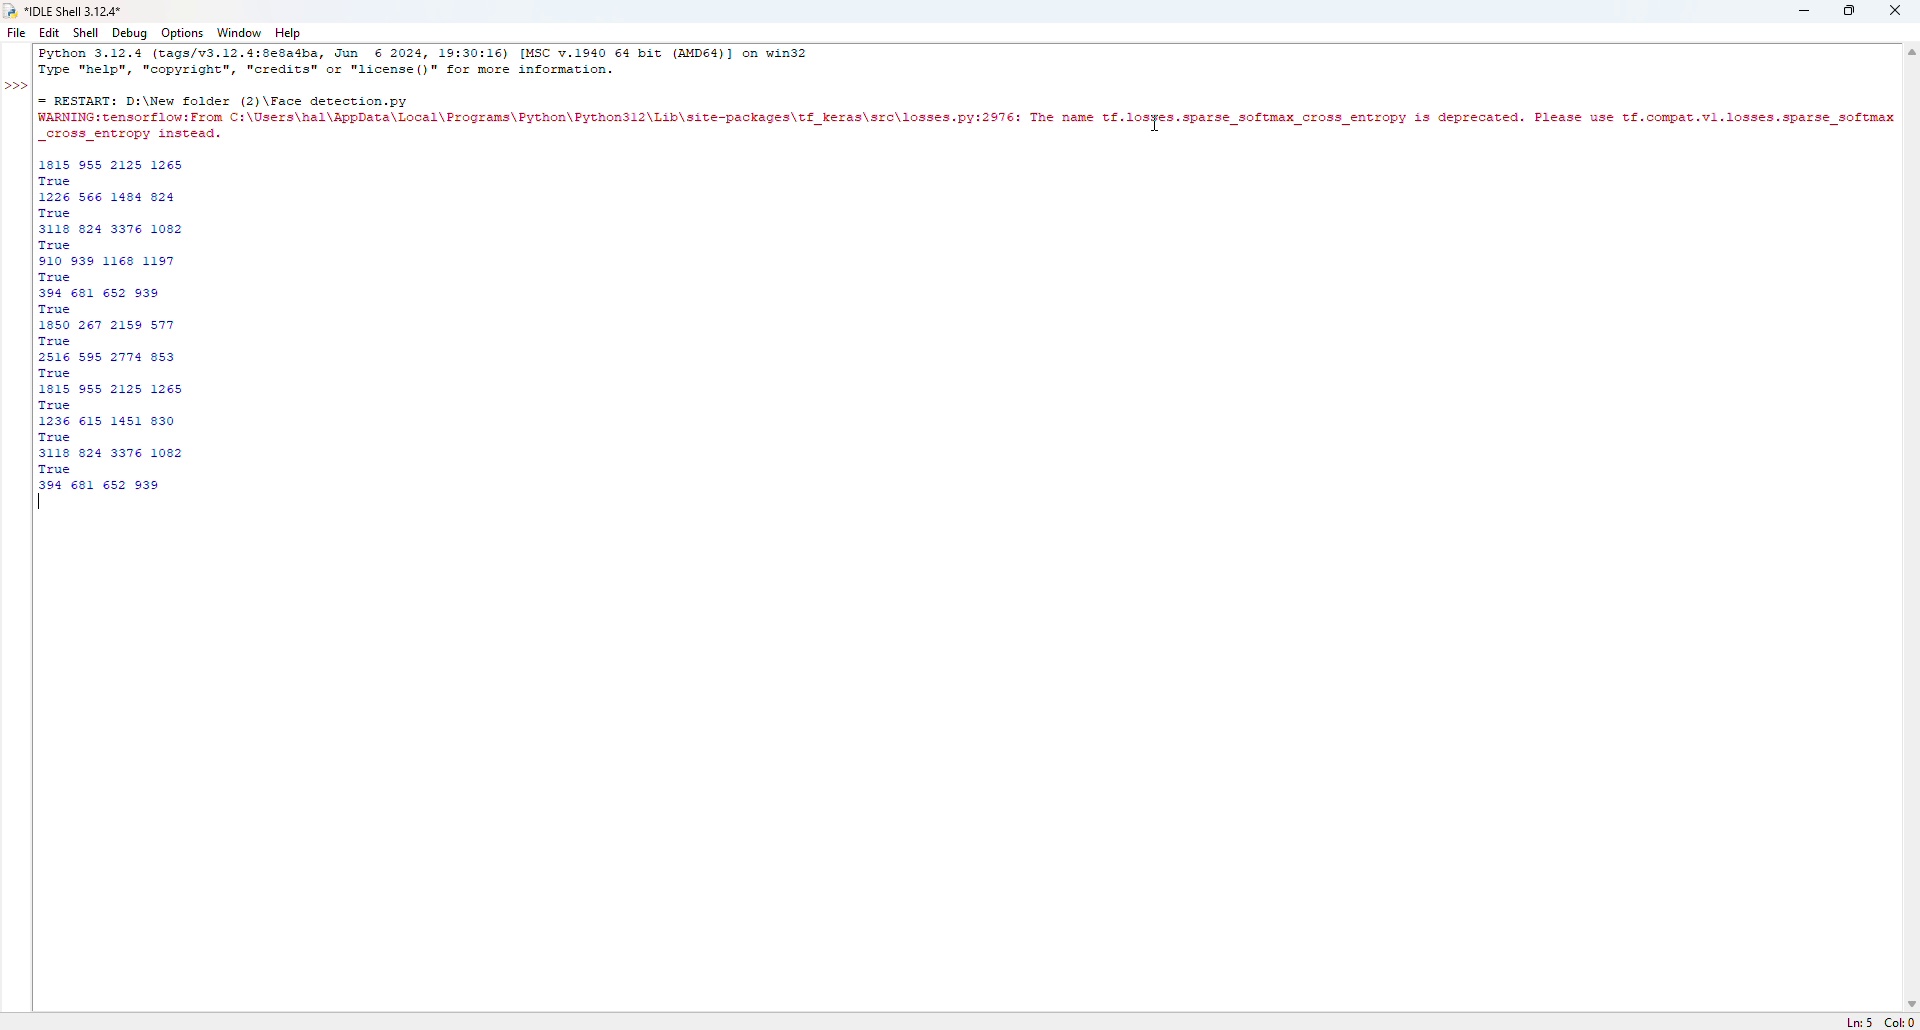 *IDLE Shell 3.12.4*
File Edit Shell Debug Options Window Help
Python 3.12.4 (tags/v3.12.4:8e8a4ba, Jun  6 2024, 19:30:16) [MSC v.1940 64 bit (AMD64)] on win32
Type "help", "copyright", "credits" or "license()" for more information.
>>>
= RESTART: D:\New folder (2)\Face detection.py
WARNING:tensorflow:From C:\Users\hal\AppData\Local\Programs\Python\Python312\Lib\site-packages\tf_keras\src\losses.py:2976: The name tf.losses.sparse_softmax_cross_entropy is deprecated. Please use tf.compat.v1.losses.sparse_softmax
_cross_entropy instead.
1815 955 2125 1265
True
1226 566 1484 824
True
3118 824 3376 1082
True
910 939 1168 1197
True
394 681 652 939
True
1850 267 2159 577
True
2516 595 2774 853
True
1815 955 2125 1265
True
1236 615 1451 830
True
3118 824 3376 1082
True
394 681 652 939
Ln: 5 Col: 0